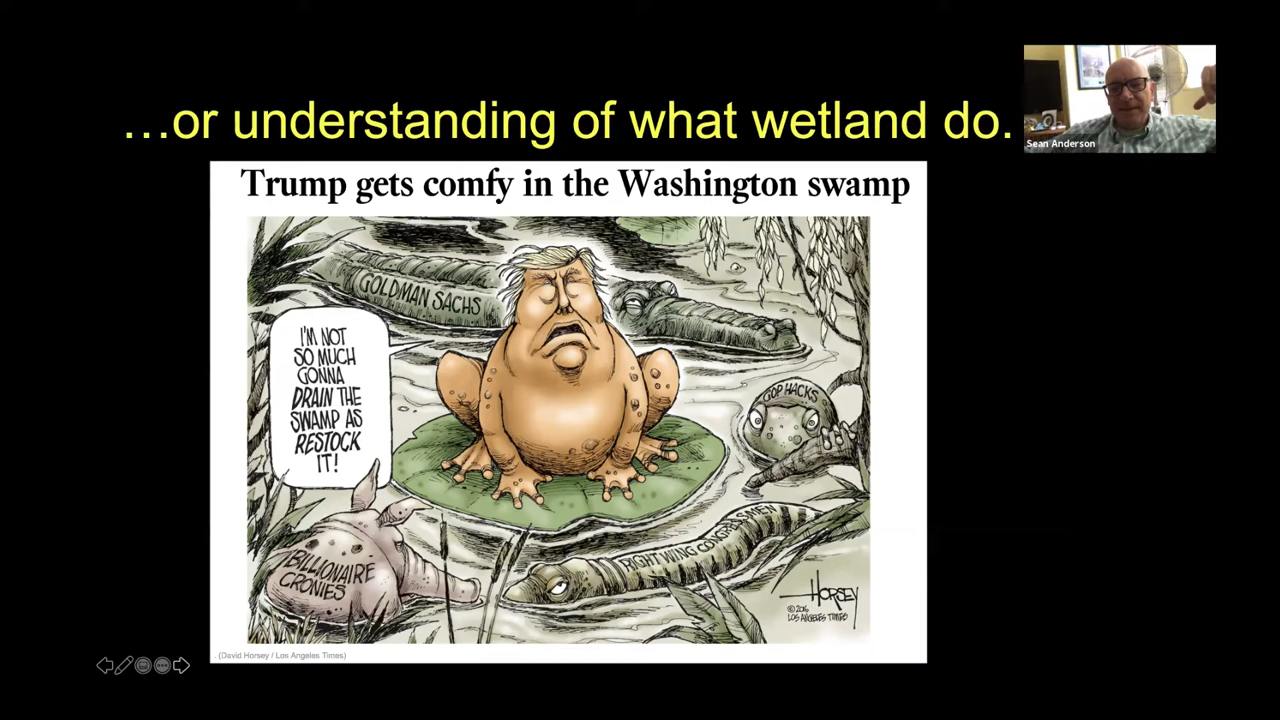 …or understanding of what wetland do.
Sean Anderson
Trump gets comfy in the Washington swamp
GOLDMAN SACHS
I'M NOT
SO MUCH
GONNA
DRAIN THE
SWAMP AS
RESTOCK
IT!
GOP HACKS
RIGHT WING CONGRESSMEN
BILLIONAIRE
CRONIES
HORSEY
©2016
LOS ANGELES TIMES
. (David Horsey / Los Angeles Times)